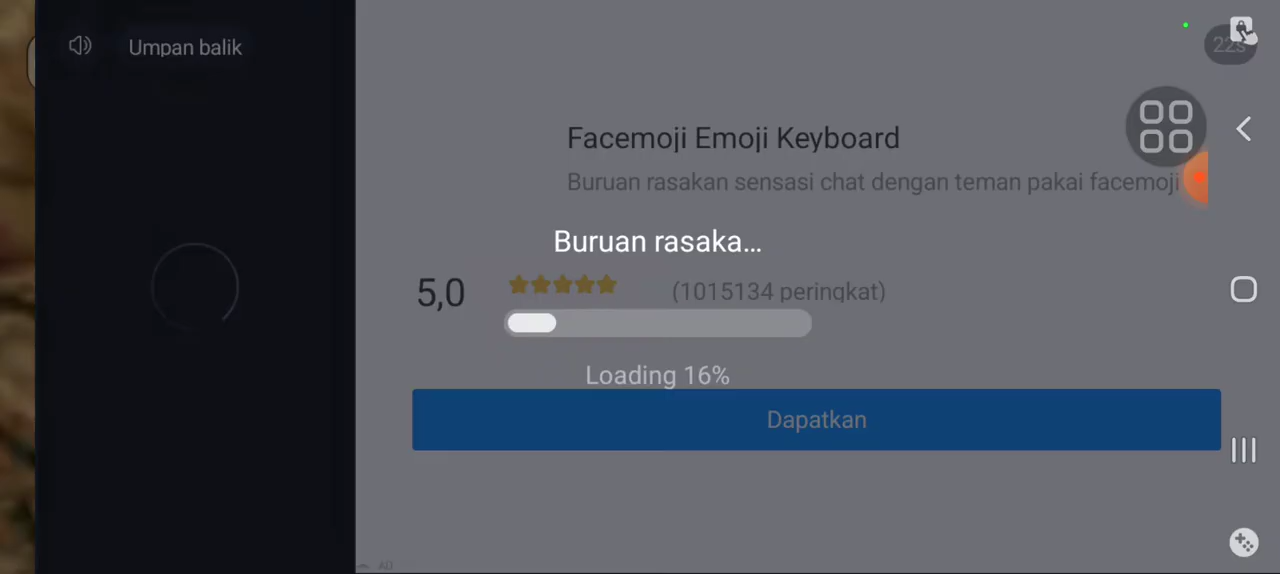 Umpan balik
22s
Facemoji Emoji Keyboard
Buruan rasakan sensasi chat dengan teman pakai facemoji
Buruan rasaka...
5,0
(1015134 peringkat)
Loading 16%
Dapatkan
AD